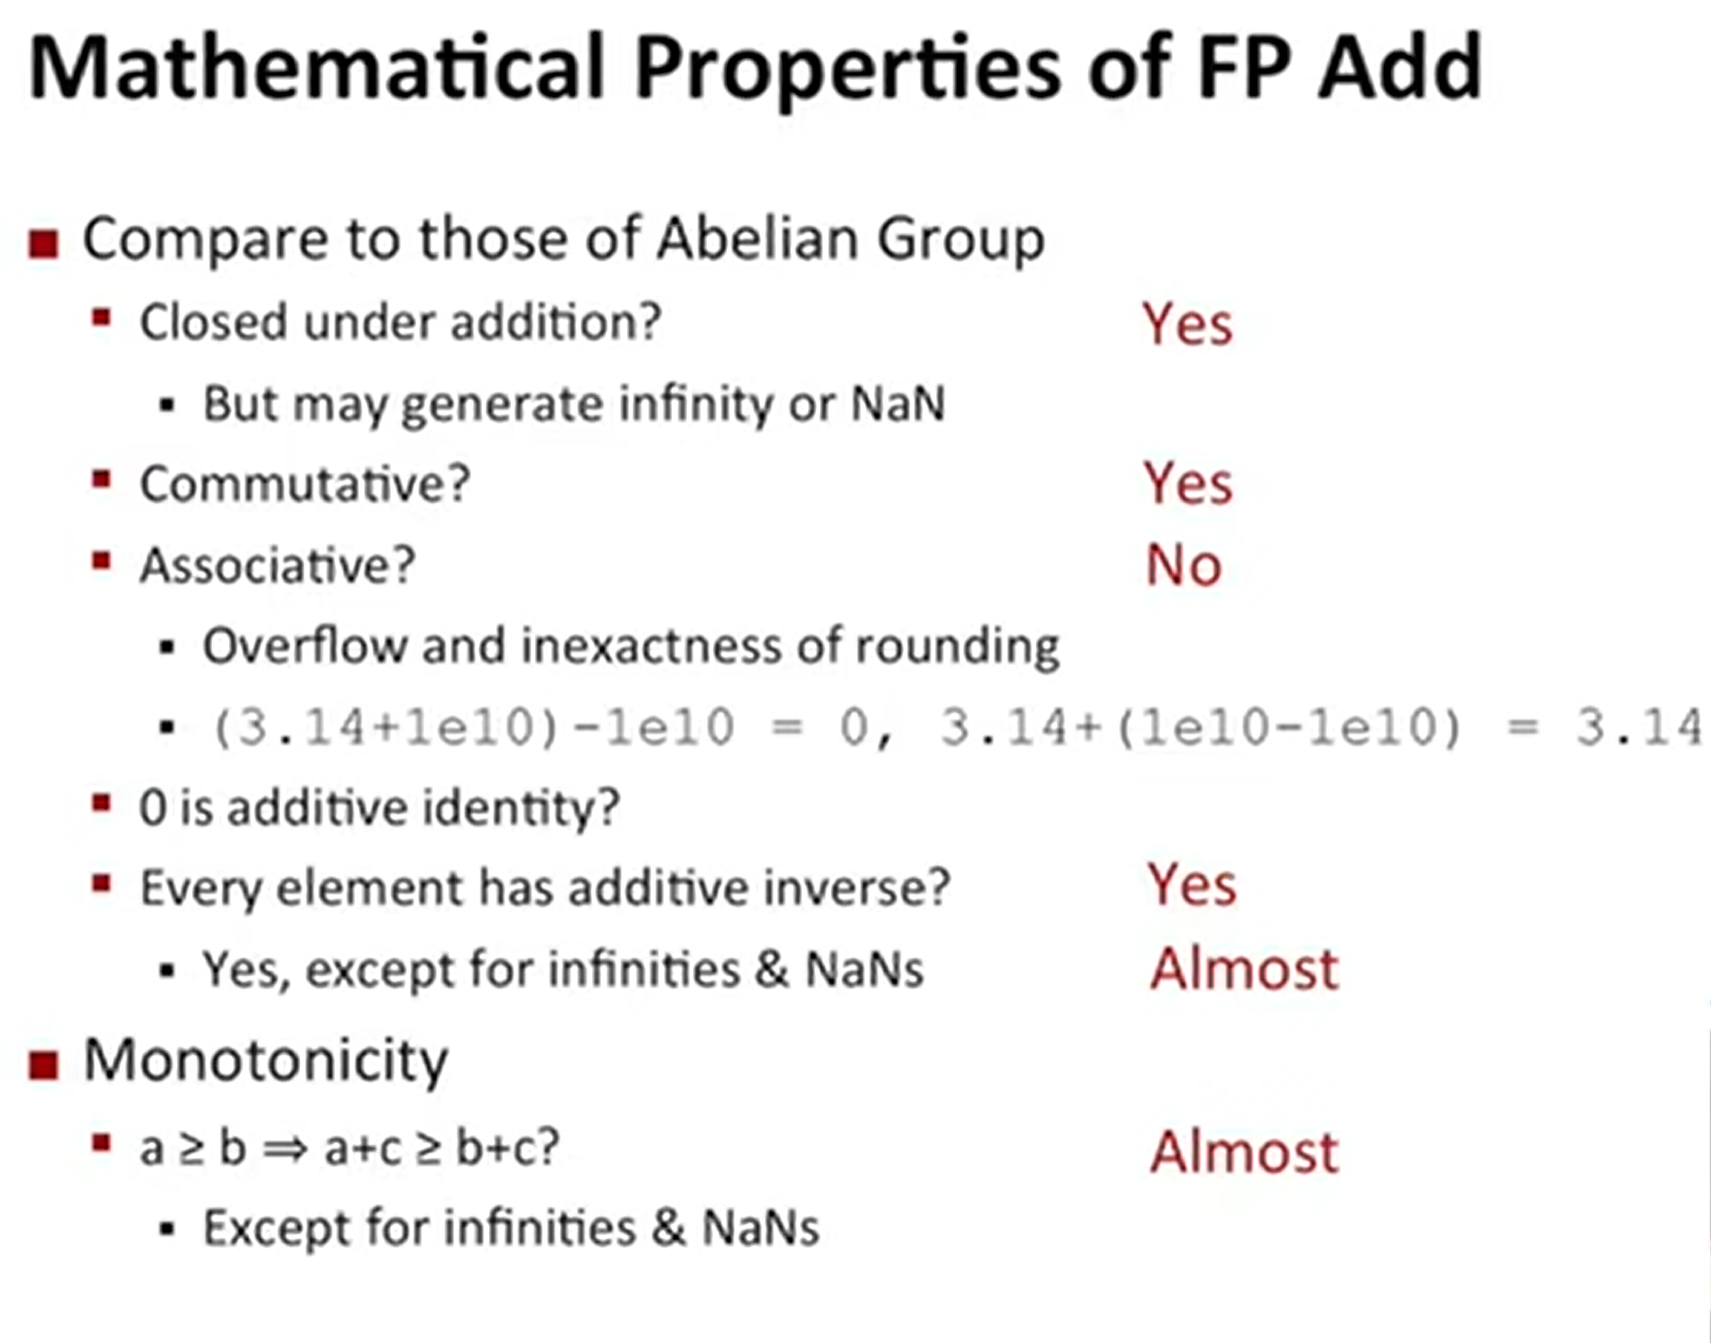 Mathematical Properties of FP Add
Compare to those of Abelian Group
Closed under addition? Yes
But may generate infinity or NaN
Commutative? Yes
Associative? No
Overflow and inexactness of rounding
(3.14+1e10)-1e10 = 0, 3.14+(1e10-1e10) = 3.14
0 is additive identity?
Every element has additive inverse? Yes
Yes, except for infinities & NaNs Almost
Monotonicity
a ≥ b ⇒ a+c ≥ b+c? Almost
Except for infinities & NaNs